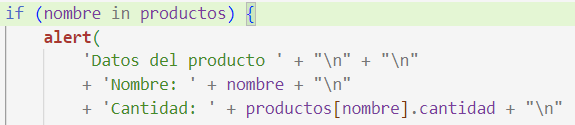 if (nombre in productos) {
alert(
'Datos del producto ' + "\n" + "\n"
+ 'Nombre: ' + nombre + "\n"
+ 'Cantidad: ' + productos[nombre].cantidad + "\n"